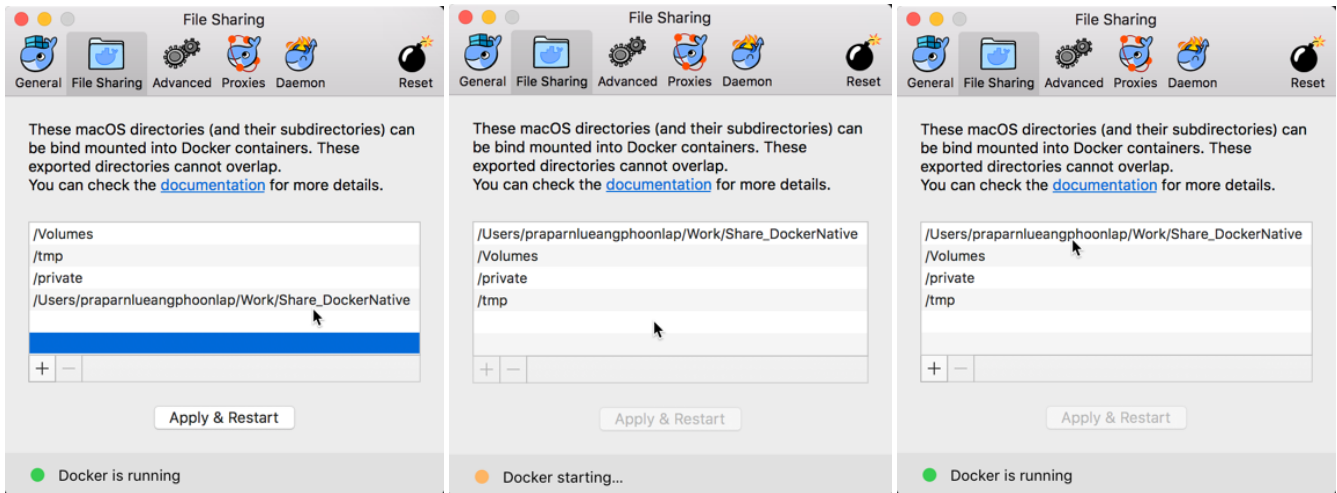 File Sharing
General File Sharing Advanced Proxies Daemon Reset
These macOS directories (and their subdirectories) can
be bind mounted into Docker containers. These
exported directories cannot overlap.
You can check the documentation for more details.
/Volumes
/tmp
/private
/Users/praparnlueangphoonlap/Work/Share_DockerNative
+ −
Apply & Restart
Docker is running
File Sharing
General File Sharing Advanced Proxies Daemon Reset
These macOS directories (and their subdirectories) can
be bind mounted into Docker containers. These
exported directories cannot overlap.
You can check the documentation for more details.
/Users/praparnlueangphoonlap/Work/Share_DockerNative
/Volumes
/private
/tmp
+ −
Apply & Restart
Docker starting...
File Sharing
General File Sharing Advanced Proxies Daemon Reset
These macOS directories (and their subdirectories) can
be bind mounted into Docker containers. These
exported directories cannot overlap.
You can check the documentation for more details.
/Users/praparnlueangphoonlap/Work/Share_DockerNative
/Volumes
/private
/tmp
+ −
Apply & Restart
Docker is running